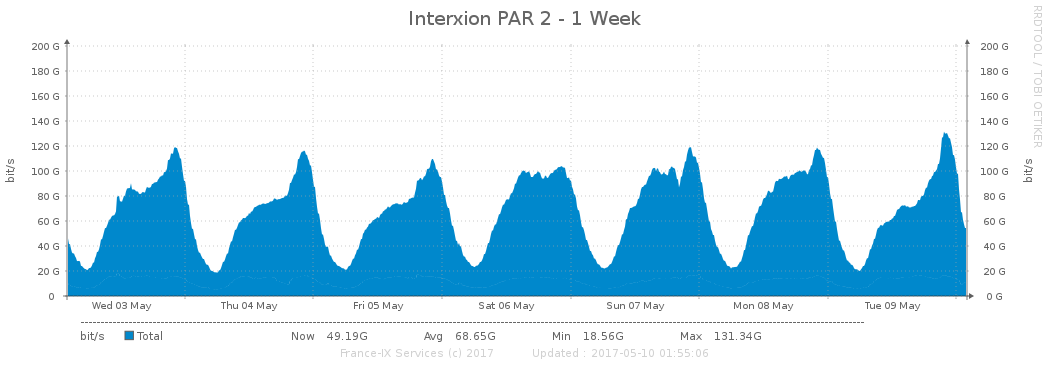 Interxion PAR 2 - 1 Week
RRDTOOL / TOBI OETIKER
200 G 200 G
180 G 180 G
160 G 160 G
140 G 140 G
120 G 120 G
100 G 100 G
80 G 80 G
60 G 60 G
40 G 40 G
20 G 20 G
0 0 G
bit/s bit/s
Wed 03 May Thu 04 May Fri 05 May Sat 06 May Sun 07 May Mon 08 May Tue 09 May
bit/s Total Now 49.19G Avg 68.65G Min 18.56G Max 131.34G
France-IX Services (c) 2017 Updated : 2017-05-10 01:55:06